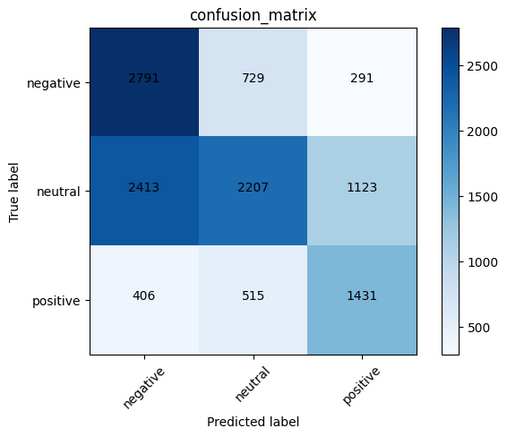 confusion_matrix
True label
negative
neutral
positive
2791 729 291
2413 2207 1123
406 515 1431
negative
neutral
positive
Predicted label
2500
2000
1500
1000
500